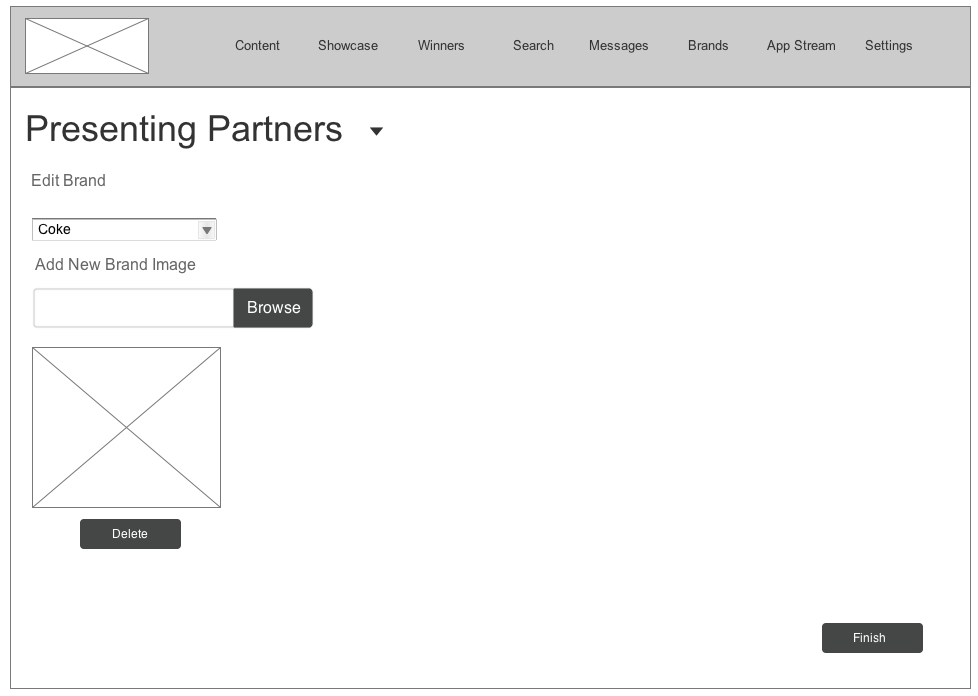 Content Showcase Winners Search Messages Brands App Stream Settings
Presenting Partners
Edit Brand
Coke
Add New Brand Image
Browse
Delete
Finish